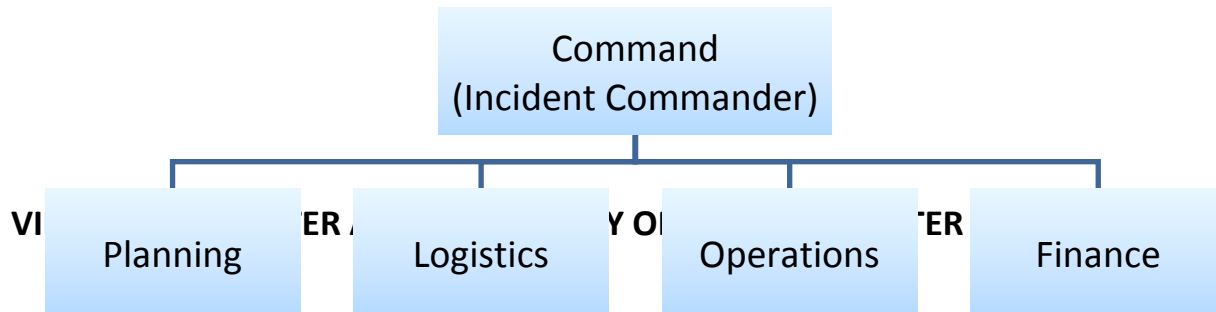 Command
(Incident Commander)
Planning
Logistics
Operations
Finance